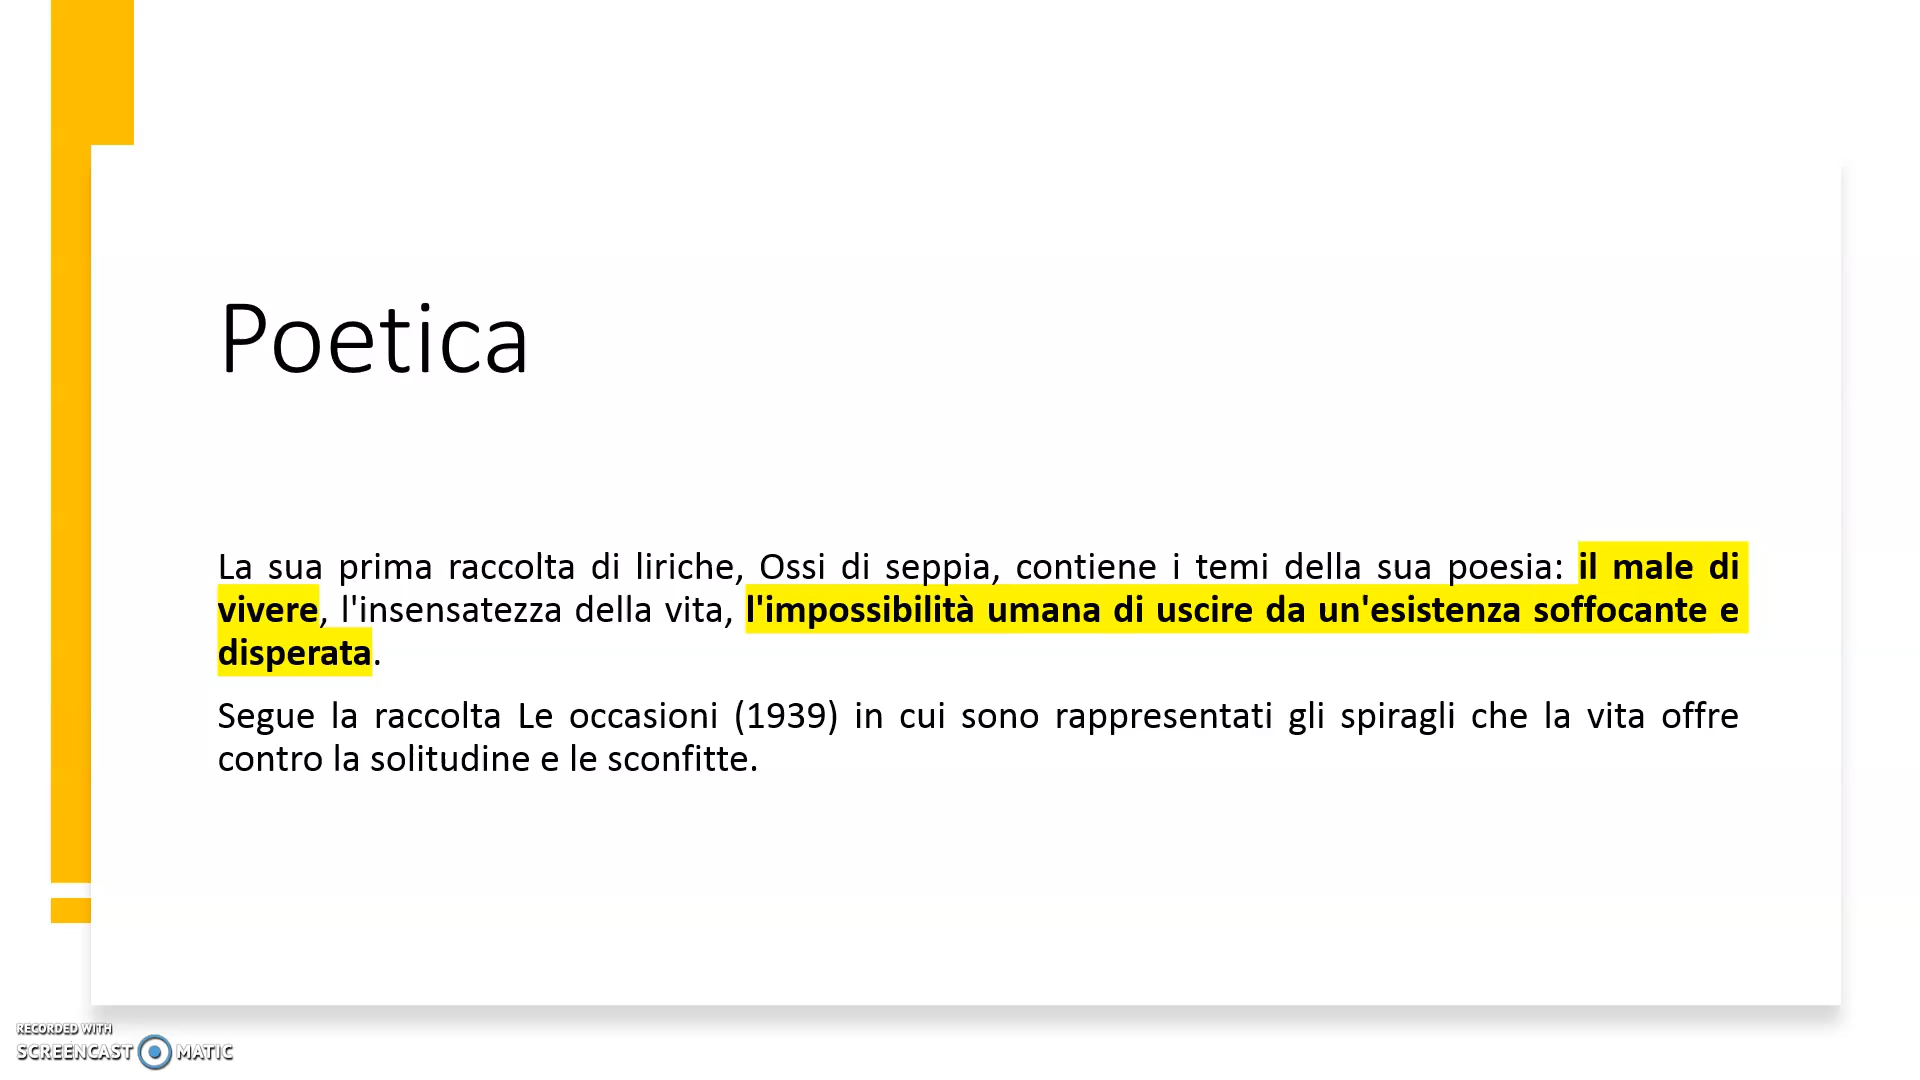 Poetica
La sua prima raccolta di liriche, Ossi di seppia, contiene i temi della sua poesia: il male di
vivere, l'insensatezza della vita, l'impossibilità umana di uscire da un'esistenza soffocante e
disperata.
Segue la raccolta Le occasioni (1939) in cui sono rappresentati gli spiragli che la vita offre
contro la solitudine e le sconfitte.
RECORDED WITH
SCREENCAST MATIC